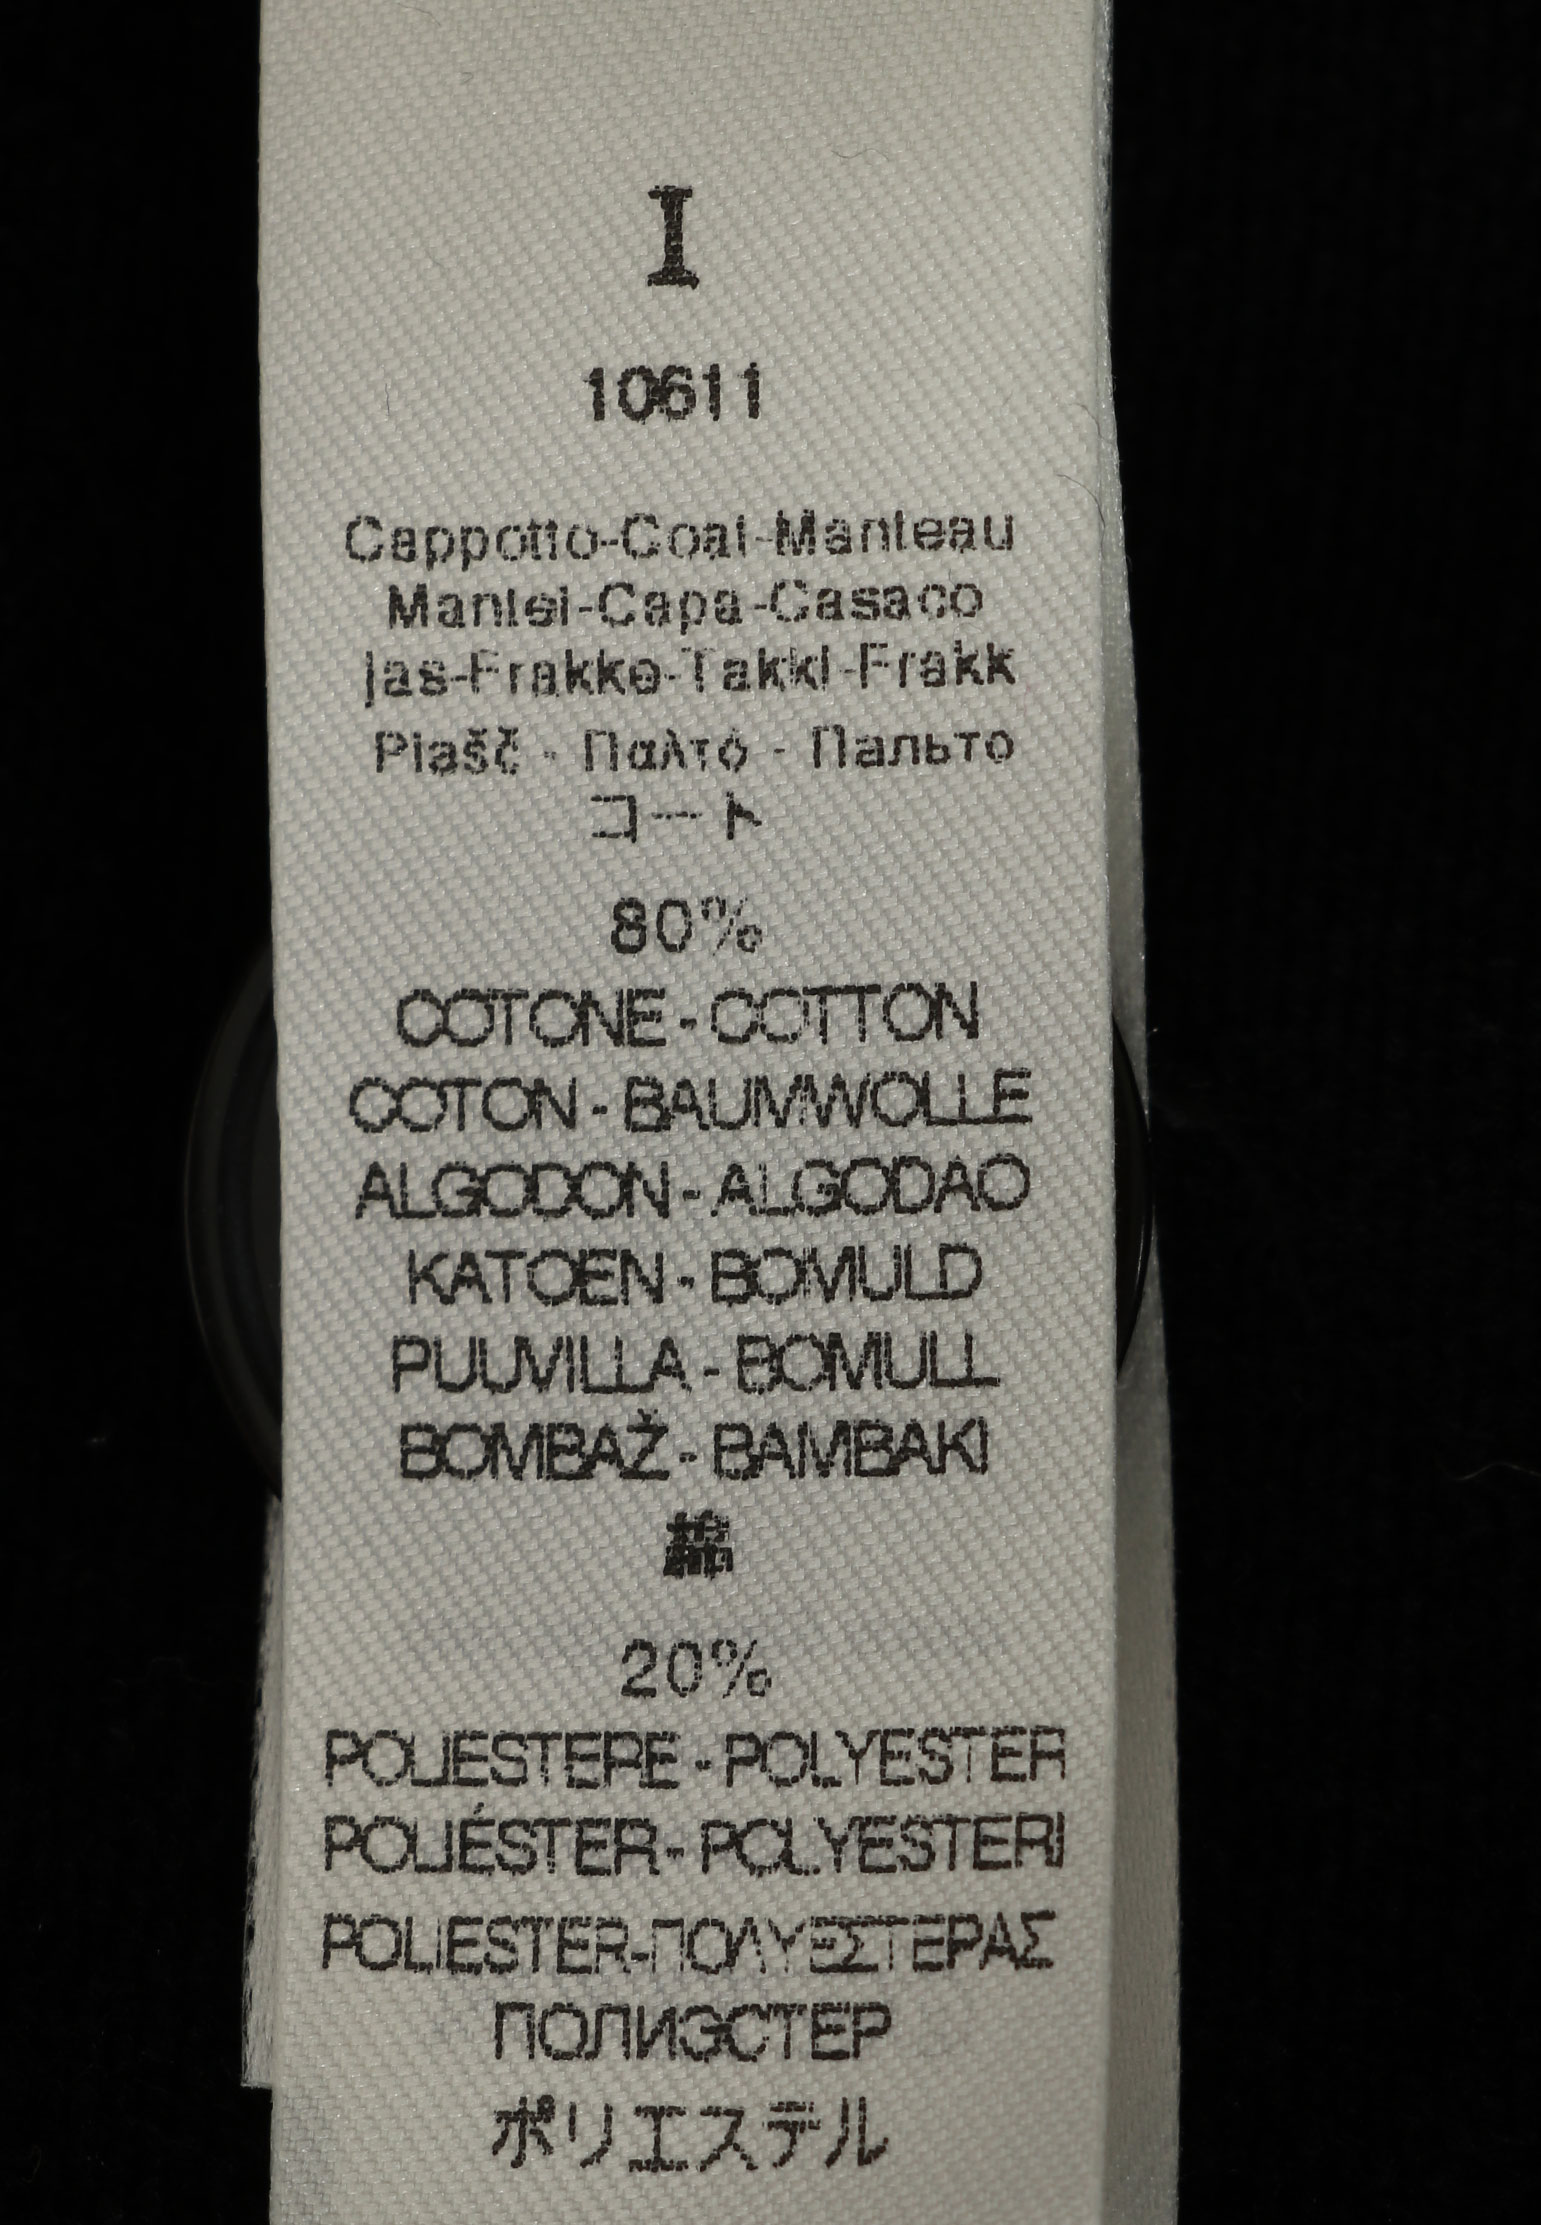 I
10611
Cappotto-Coat-Manteau
Mantel-Capa-Casaco
Jas-Frakke-Takki-Frakk
Plašč - Παλτό - Пальто
コート
80%
COTONE - COTTON
COTON - BAUMWOLLE
ALGODON - ALGODAO
KATOEN - BOMULD
PUUVILLA - BOMULL
BOMBAŽ - BAMBAKI
綿
20%
POLIESTERE - POLYESTER
POLIÉSTER - POLYESTERI
POLIESTER-ΠΟΛΥΕΣΤΕΡΑΣ
ПОЛИЭСТЕР
ポリエステル